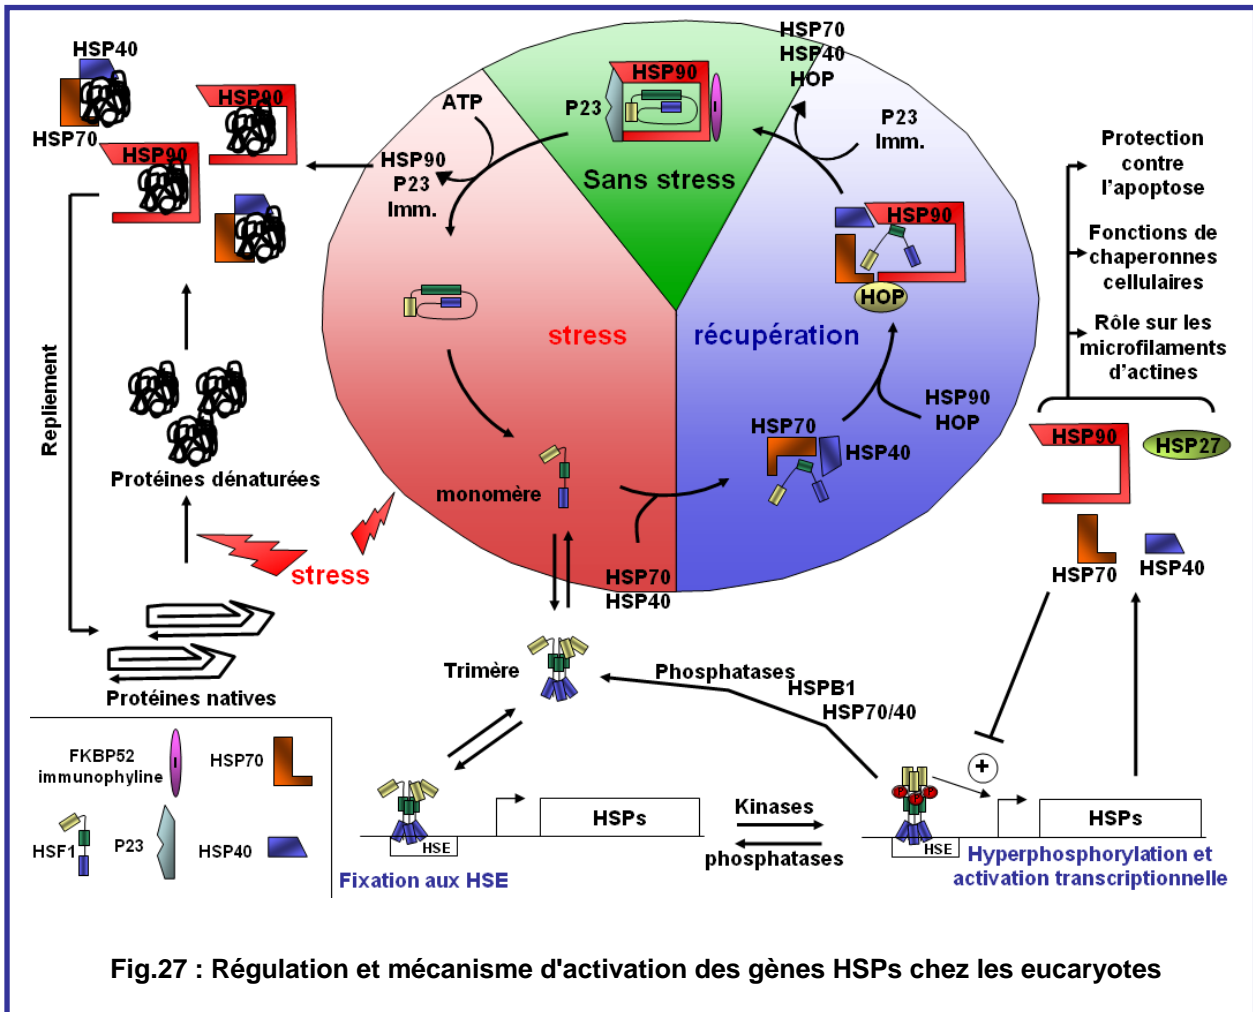 HSP40
HSP90
HSP70
HSP90
Repliement
Protéines dénaturées
stress
Protéines natives
ATP
HSP90
P23
Imm.
stress
monomère
HSP70
HSP40
P23
HSP90
I
Sans stress
HSP70
HSP40
HOP
P23
Imm.
HSP90
HOP
récupération
HSP90
HOP
HSP70
HSP40
Protection
contre
l'apoptose
Fonctions de
chaperonnes
cellulaires
Rôle sur les
microfilaments
d'actines
HSP90
HSP27
HSP70
HSP40
Trimère
Phosphatases
HSPB1
HSP70/40
+
HSE
HSPs
Fixation aux HSE
Kinases
phosphatases
P
P
P
HSE
HSPs
Hyperphosphorylation et
activation transcriptionnelle
FKBP52
immunophyline
I
HSP70
HSF1
P23
HSP40
Fig.27 : Régulation et mécanisme d'activation des gènes HSPs chez les eucaryotes